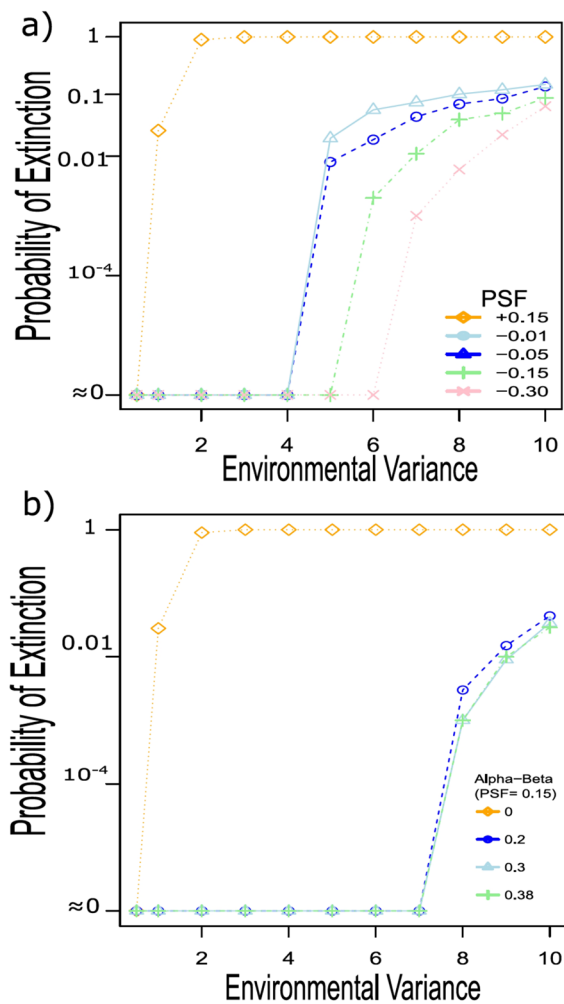 a)
Probability of Extinction
1
0.1
0.01
10⁻⁴
≈0
PSF
+0.15
−0.01
−0.05
−0.15
−0.30
2 4 6 8 10
Environmental Variance
b)
Probability of Extinction
1
0.01
10⁻⁴
≈0
Alpha−Beta
(PSF= 0.15)
0
0.2
0.3
0.38
2 4 6 8 10
Environmental Variance